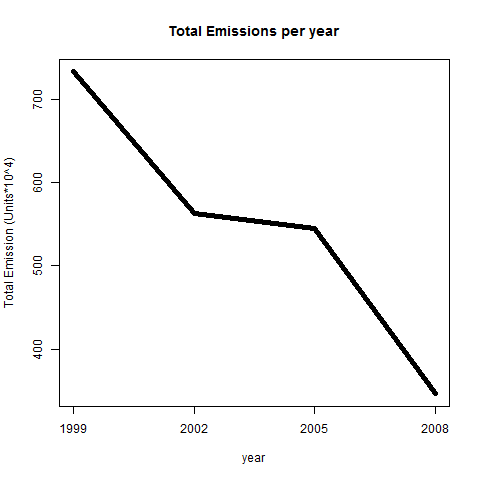 Total Emissions per year
Total Emission (Units*10^4)
700
600
500
400
1999 2002 2005 2008
year